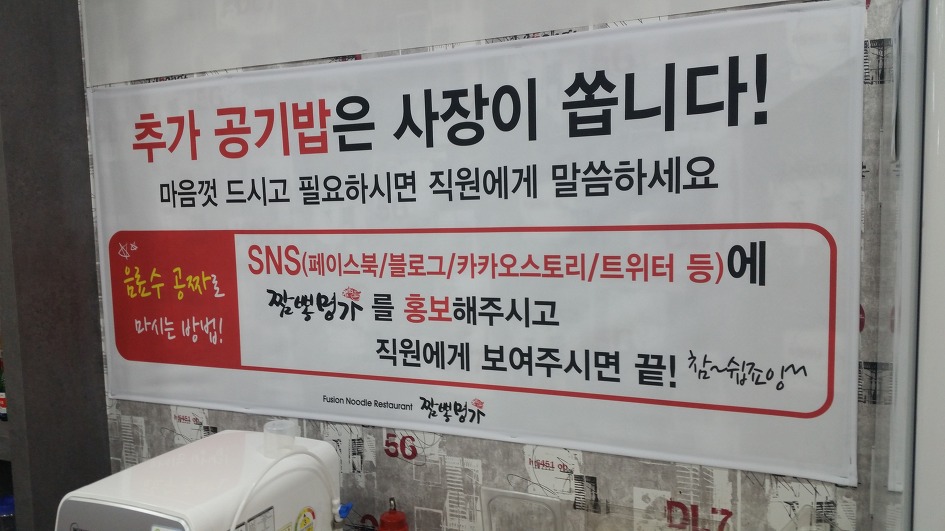 추가 공기밥은 사장이 쏩니다!
마음껏 드시고 필요하시면 직원에게 말씀하세요
음료수 공짜로
마시는 방법!
SNS(페이스북/블로그/카카오스토리/트위터 등)에
짬뽕명가를 홍보해주시고
직원에게 보여주시면 끝! 참~쉽죠잉~
Fusion Noodle Restaurant 짬뽕명가
56
DL7